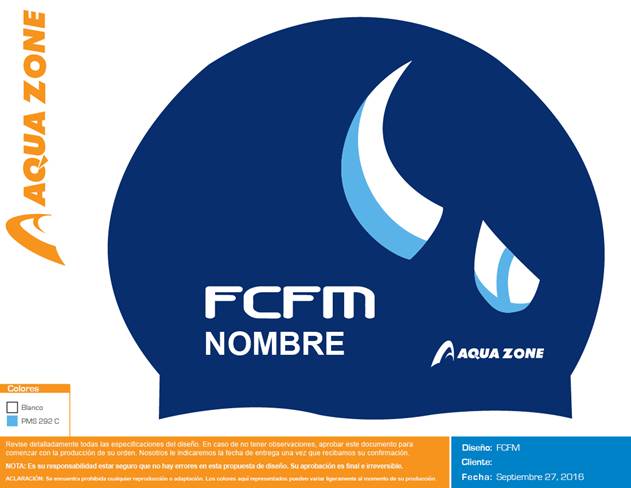 AQUA ZONE
FCFM
NOMBRE
AQUA ZONE
Colores
Blanco
PMS 292 C
Revise detalladamente todas las especificaciones del diseño. En caso de no tener observaciones, aprobar este documento para
comenzar con la producción de su orden. Nosotros le indicaremos la fecha de entrega una vez que recibamos su confirmación.
NOTA: Es su responsabilidad estar seguro que no hay errores en esta propuesta de diseño. Su aprobación es final e irreversible.
ACLARACIÓN: Se encuentra prohibida cualquier reproducción o adaptación. Los colores aquí representados pueden variar ligeramente al momento de su producción.
Diseño: FCFM
Cliente:
Fecha: Septiembre 27, 2016